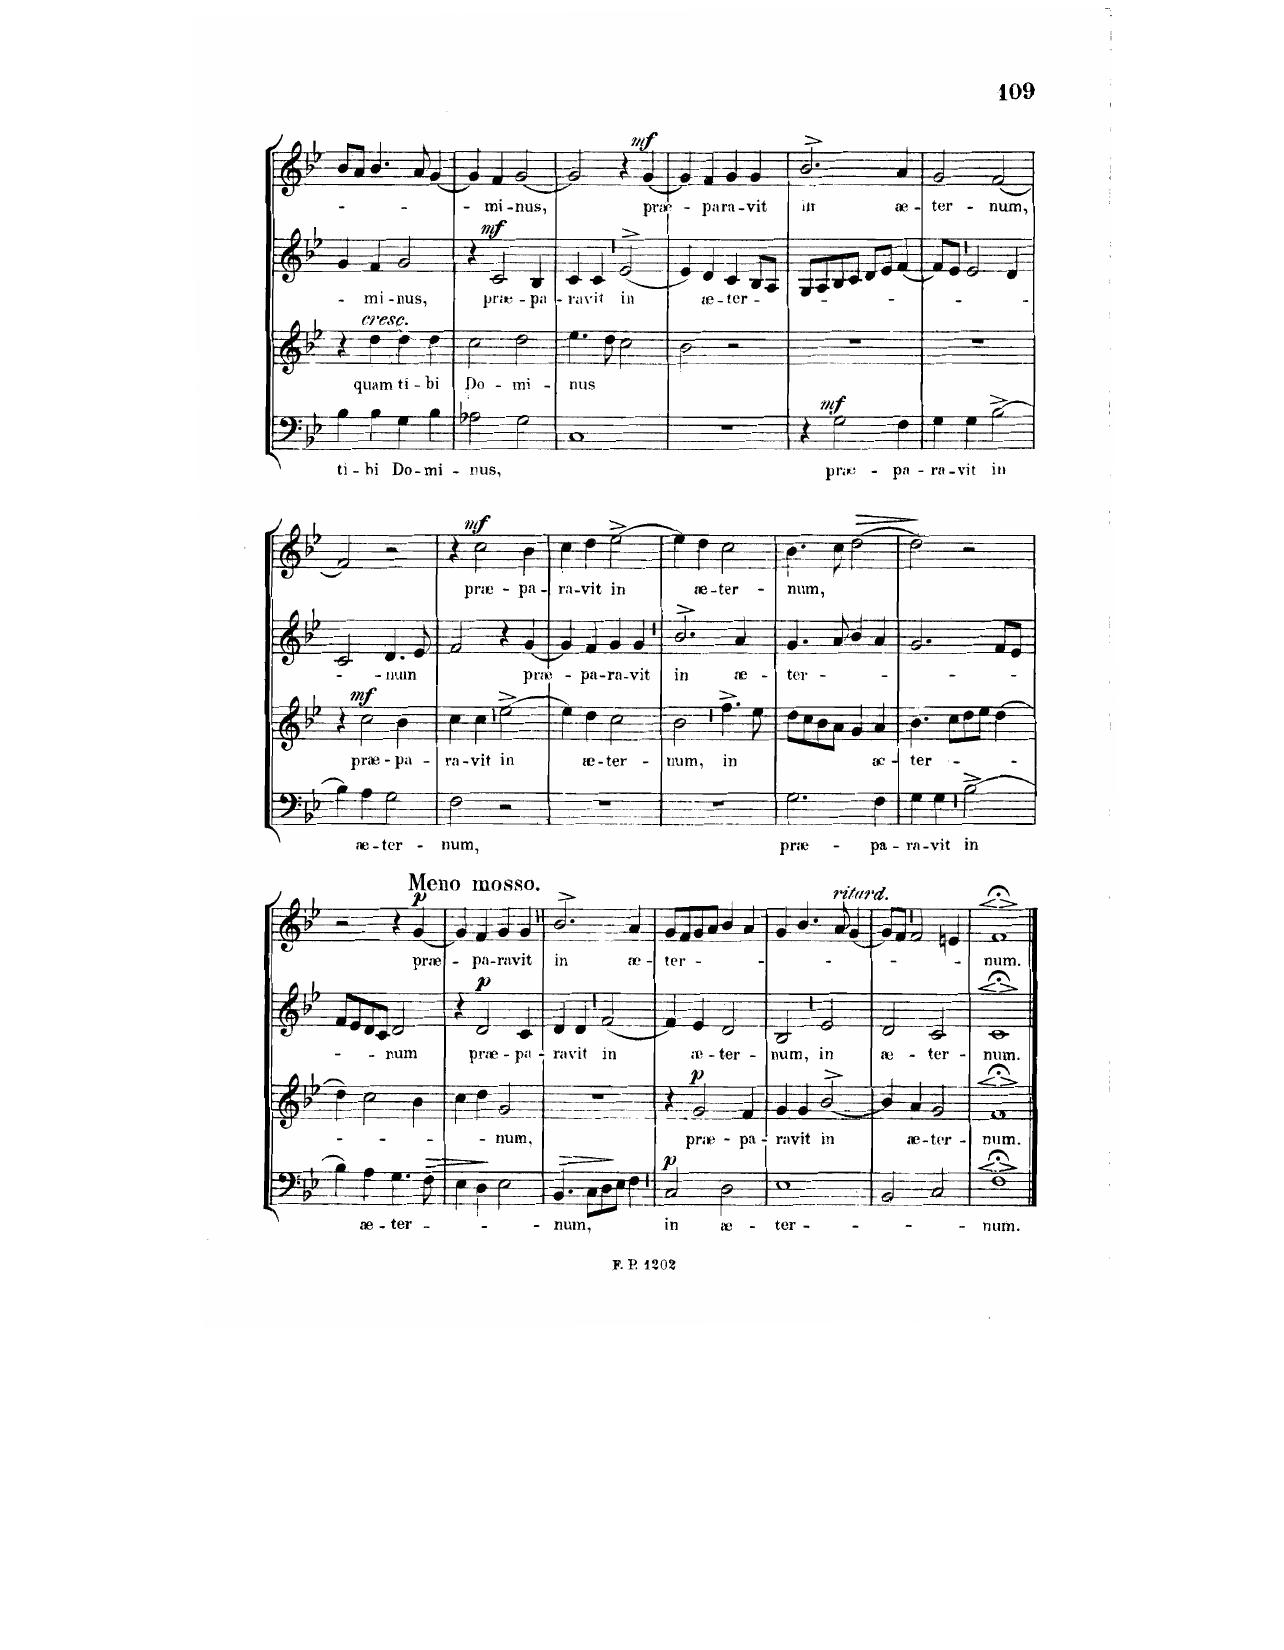 109
mf
- - - - mi - nus, præ - para - vit in æ - ter - num,
mf
- mi - nus, præ - pa - ravit in æ - ter - - - - -
cresc.
quam ti - bi Do - mi - nus
mf
ti - bi Do - mi - nus, præ - pa - ra - vit in
mf
præ - pa - ra - vit in æ - ter - num,
- - num præ - pa - ra - vit in æ - ter - - - -
mf
præ - pa - ra - vit in æ - ter - num, in æ - ter - - -
æ - ter - num, præ - pa - ra - vit in
Meno mosso.
p ritard.
præ - pa - ravit in æ - ter - - - - - - num.
p
- - - num præ - pa - ravit in æ - ter - num, in æ - ter - num.
p
- - - - num, præ - pa - ravit in æ - ter - num.
p
æ - ter - - - num, in æ - ter - - - num.
F. P. 1202